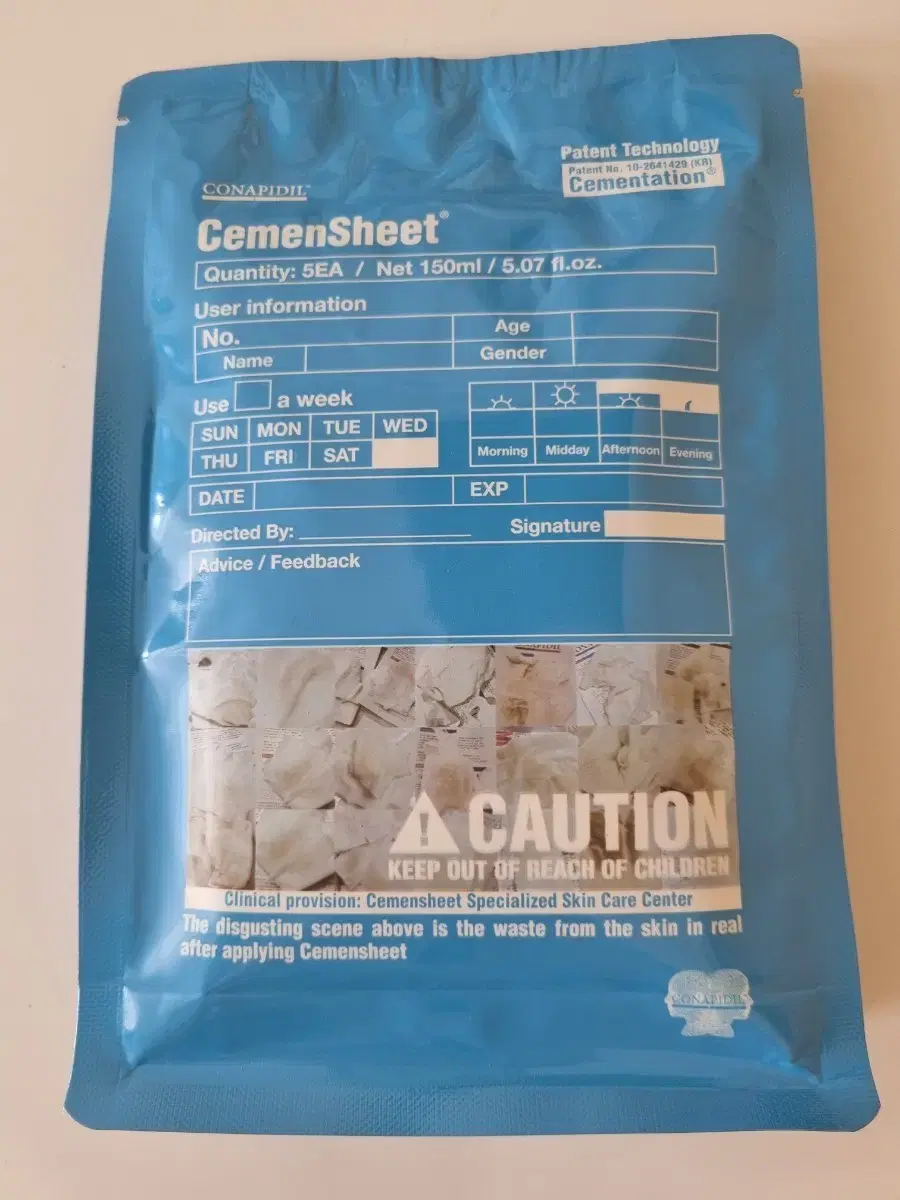 CONAPIDIL™
Patent Technology
Patent No. 10-2641429 (KR)
Cementation®
CemenSheet®
Quantity: 5EA / Net 150ml / 5.07 fl.oz.
User information
No.
Age
Name
Gender
Use a week
SUN MON TUE WED
THU FRI SAT
Morning Midday Afternoon Evening
DATE
EXP
Directed By:
Signature
Advice / Feedback
CAUTION
KEEP OUT OF REACH OF CHILDREN
Clinical provision: Cemensheet Specialized Skin Care Center
The disgusting scene above is the waste from the skin in real
after applying Cemensheet
CONAPIDIL